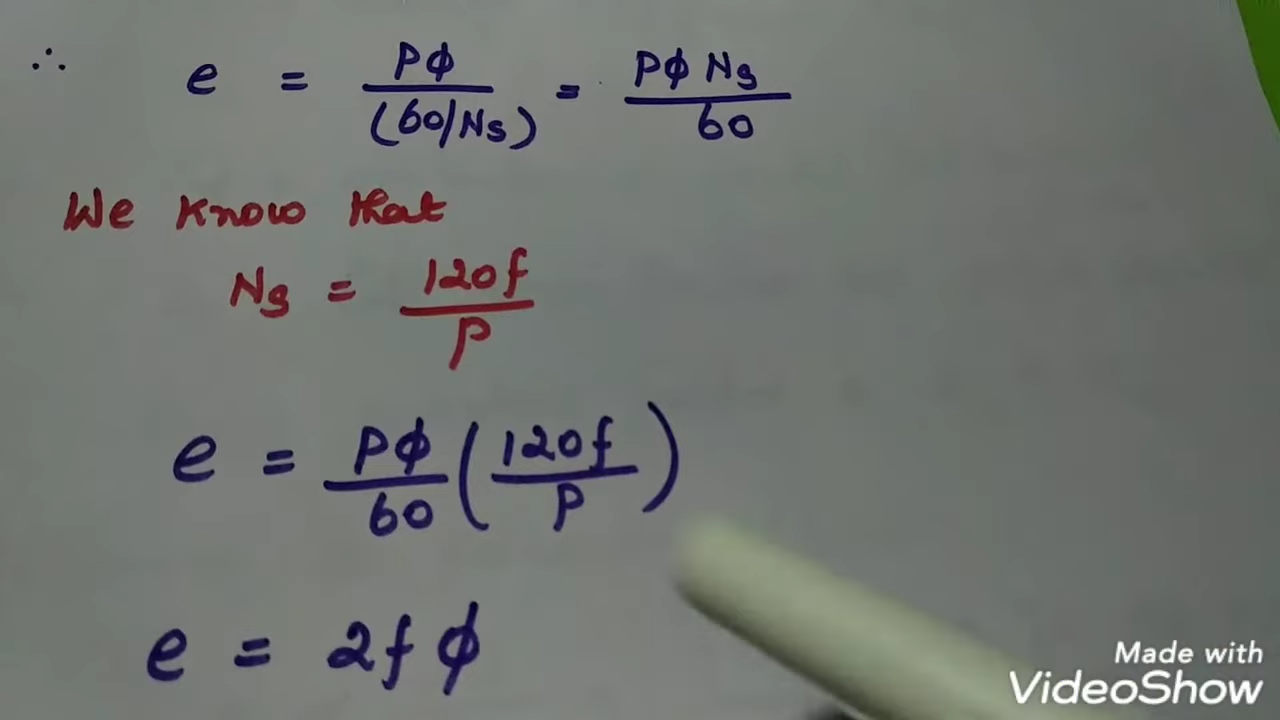 ∴ e = PΦ/(60/Ns) = PΦNs/60
We know that
Ns = 120f/P
e = PΦ/60 (120f/P)
e = 2fΦ
Made with
VideoShow